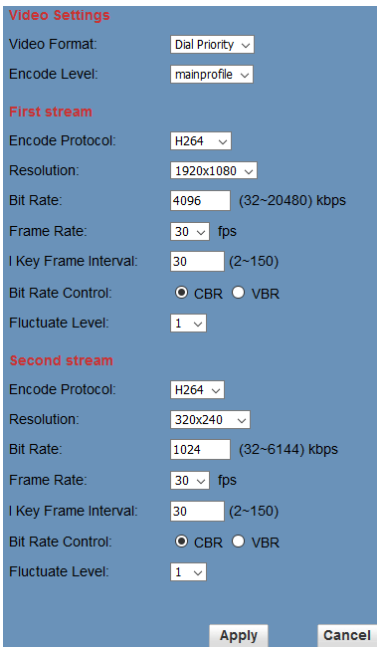 Video Settings
Video Format: Dial Priority
Encode Level: mainprofile
First stream
Encode Protocol: H264
Resolution: 1920x1080
Bit Rate: 4096 (32~20480) kbps
Frame Rate: 30 fps
I Key Frame Interval: 30 (2~150)
Bit Rate Control: CBR VBR
Fluctuate Level: 1
Second stream
Encode Protocol: H264
Resolution: 320x240
Bit Rate: 1024 (32~6144) kbps
Frame Rate: 30 fps
I Key Frame Interval: 30 (2~150)
Bit Rate Control: CBR VBR
Fluctuate Level: 1
Apply Cancel